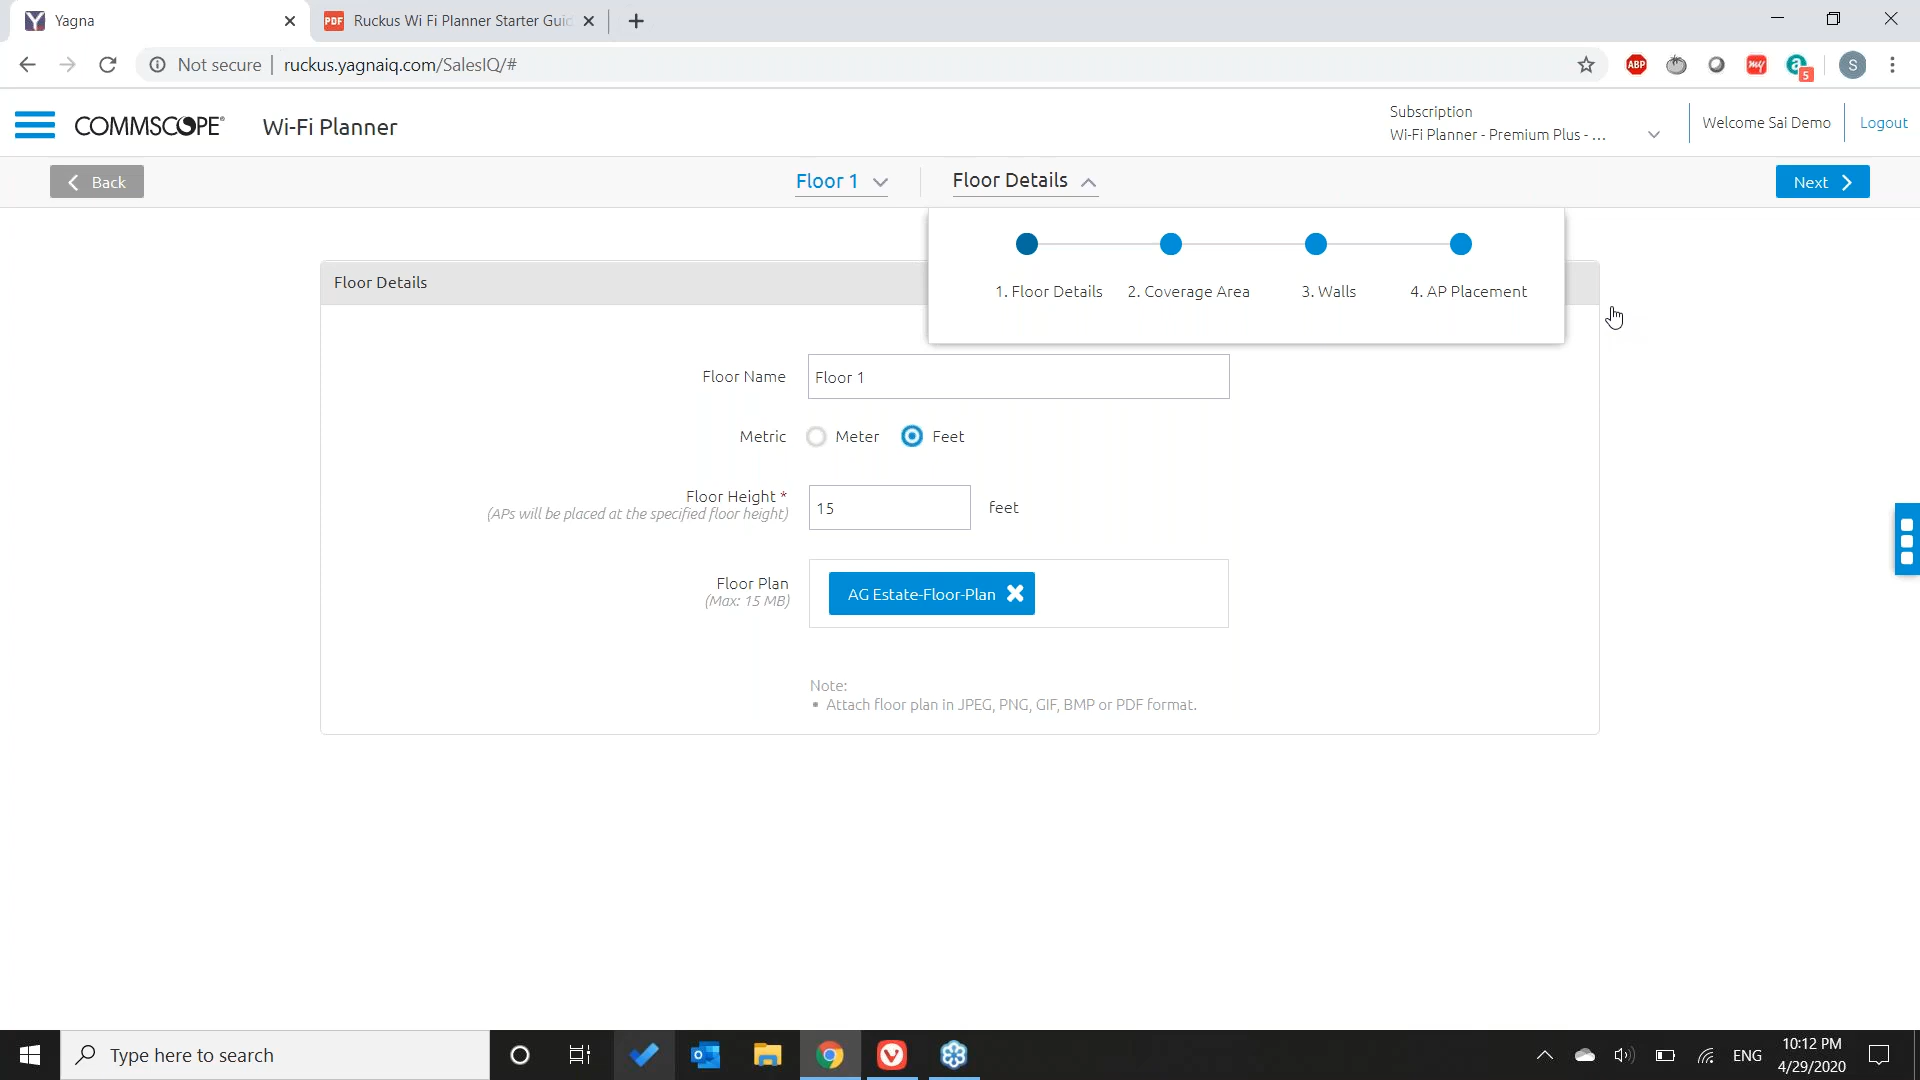 Yagna
PDF Ruckus Wi Fi Planner Starter Guid
Not secure | ruckus.yagnaiq.com/SalesIQ/#
ABP
my
a
5
S
COMMSCOPE®
Wi-Fi Planner
Subscription
Wi-Fi Planner - Premium Plus - ...
Welcome Sai Demo
Logout
Back
Floor 1
Floor Details
Next
1. Floor Details
2. Coverage Area
3. Walls
4. AP Placement
Floor Details
Floor Name
Floor 1
Metric
Meter
Feet
Floor Height *
(APs will be placed at the specified floor height)
15
feet
Floor Plan
(Max: 15 MB)
AG Estate-Floor-Plan
Note:
▪ Attach floor plan in JPEG, PNG, GIF, BMP or PDF format.
Type here to search
ENG
10:12 PM
4/29/2020